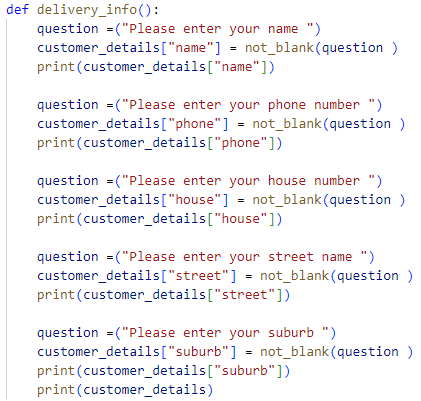 def delivery_info():
    question =("Please enter your name ")
    customer_details["name"] = not_blank(question )
    print(customer_details["name"])

    question =("Please enter your phone number ")
    customer_details["phone"] = not_blank(question )
    print(customer_details["phone"])

    question =("Please enter your house number ")
    customer_details["house"] = not_blank(question )
    print(customer_details["house"])

    question =("Please enter your street name ")
    customer_details["street"] = not_blank(question )
    print(customer_details["street"])

    question =("Please enter your suburb ")
    customer_details["suburb"] = not_blank(question )
    print(customer_details["suburb"])
    print(customer_details)